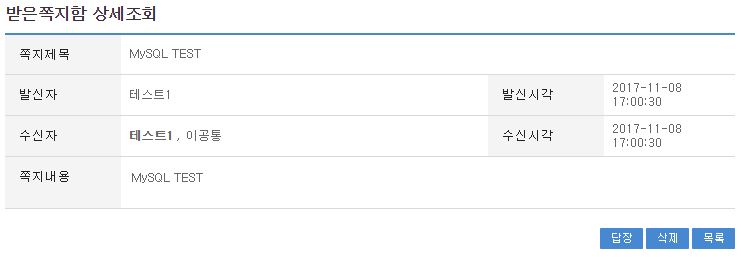 받은쪽지함 상세조회
쪽지제목 MySQL TEST
발신자 테스트1 발신시각 2017-11-08
17:00:30
수신자 테스트1 , 이공통 수신시각 2017-11-08
17:00:30
쪽지내용 MySQL TEST
답장 삭제 목록